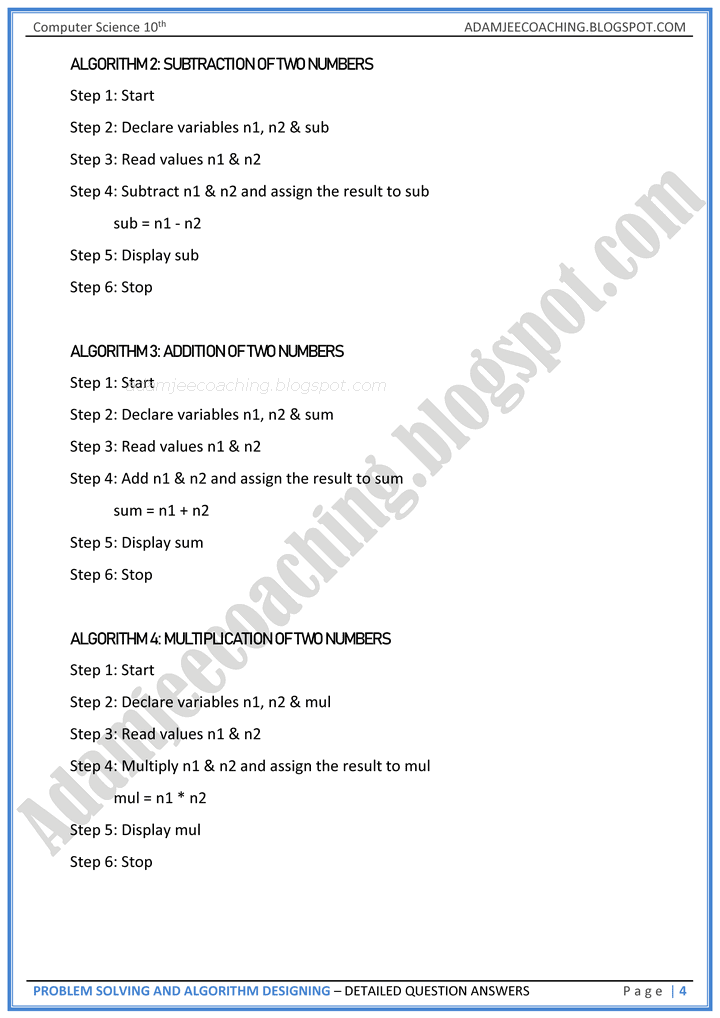 Computer Science 10th
ADAMJEECOACHING.BLOGSPOT.COM
ALGORITHM 2: SUBTRACTION OF TWO NUMBERS
Step 1: Start
Step 2: Declare variables n1, n2 & sub
Step 3: Read values n1 & n2
Step 4: Subtract n1 & n2 and assign the result to sub
sub = n1 - n2
Step 5: Display sub
Step 6: Stop
ALGORITHM 3: ADDITION OF TWO NUMBERS
Step 1: Start
adamjeecoaching.blogspot.com
Step 2: Declare variables n1, n2 & sum
Step 3: Read values n1 & n2
Step 4: Add n1 & n2 and assign the result to sum
sum = n1 + n2
Step 5: Display sum
Step 6: Stop
ALGORITHM 4: MULTIPLICATION OF TWO NUMBERS
Step 1: Start
Step 2: Declare variables n1, n2 & mul
Step 3: Read values n1 & n2
Step 4: Multiply n1 & n2 and assign the result to mul
mul = n1 * n2
Step 5: Display mul
Step 6: Stop
Adamjeecoaching.blogspot.com
PROBLEM SOLVING AND ALGORITHM DESIGNING – DETAILED QUESTION ANSWERS
Page | 4